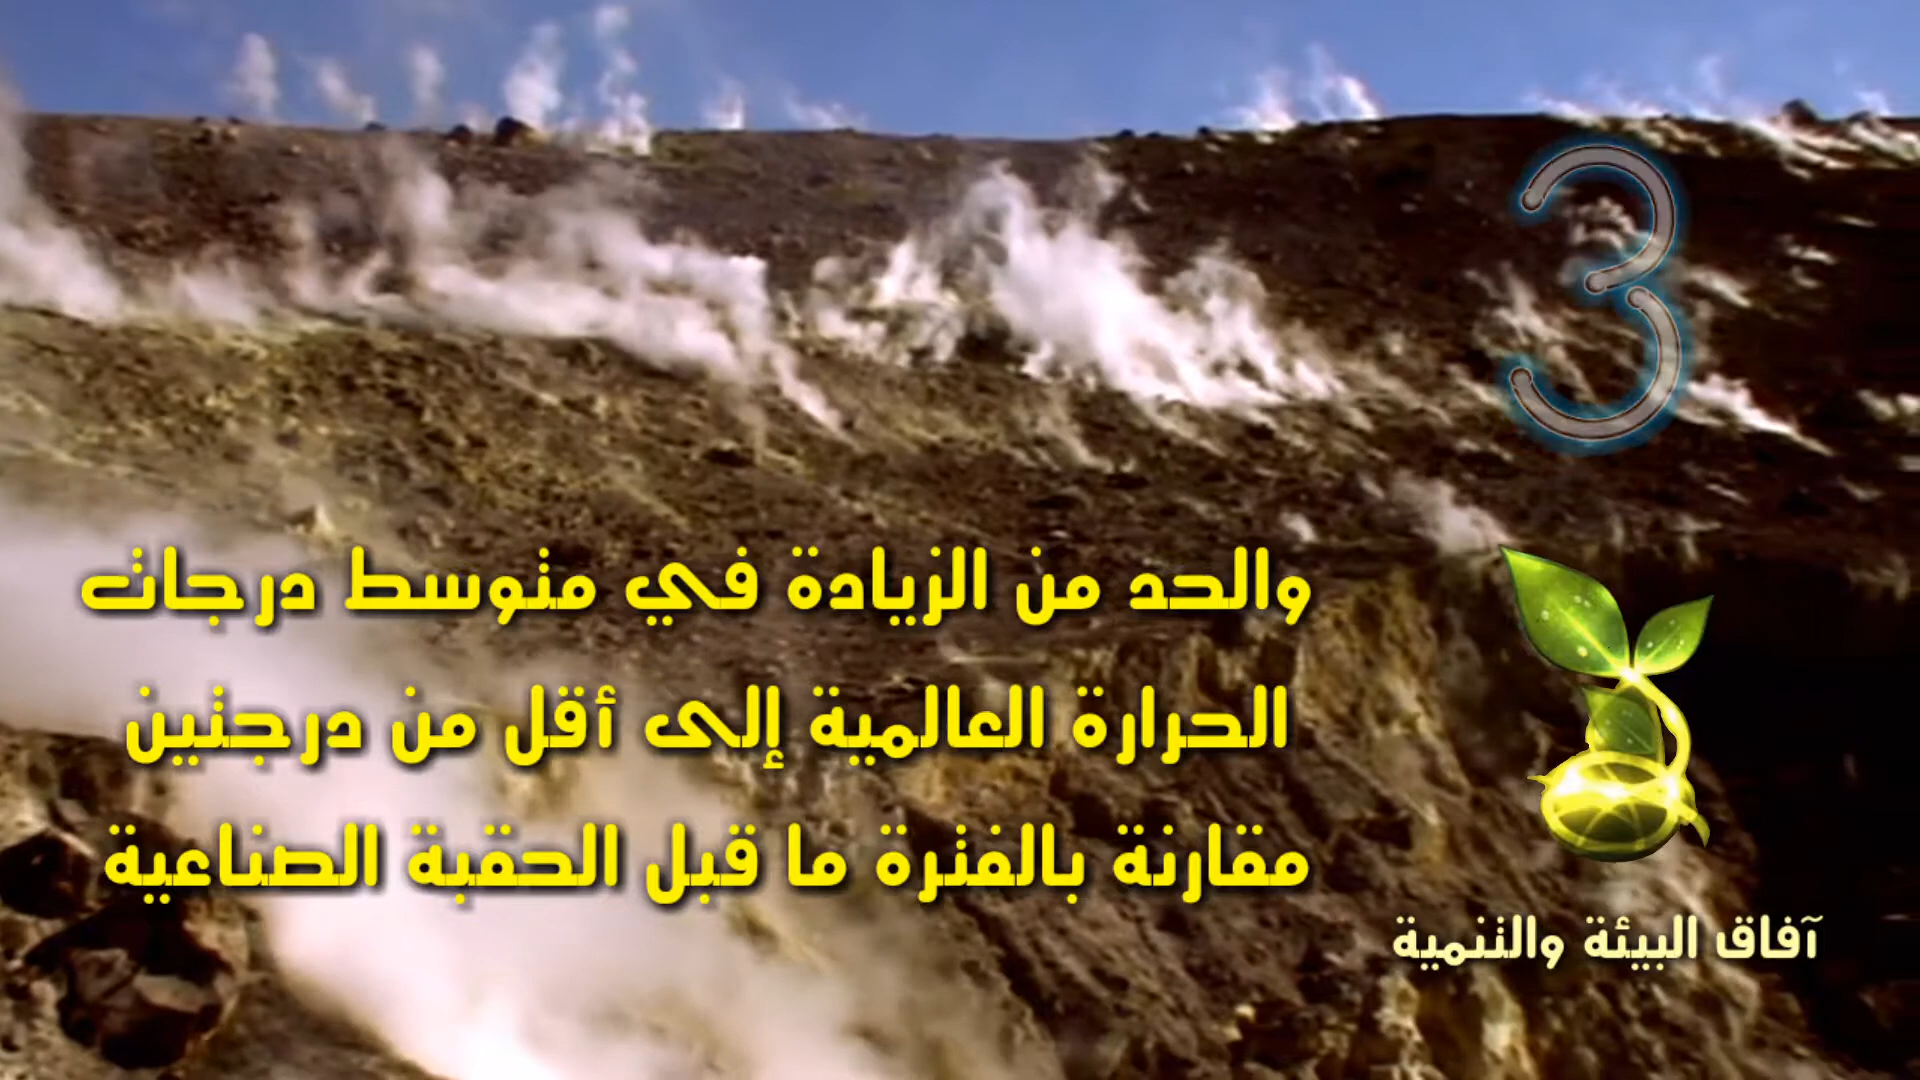 3
والحد من الزيادة في متوسط درجات
الحرارة العالمية إلى أقل من درجتين
مقارنة بالفترة ما قبل الحقبة الصناعية
آفاق البيئة والتنمية